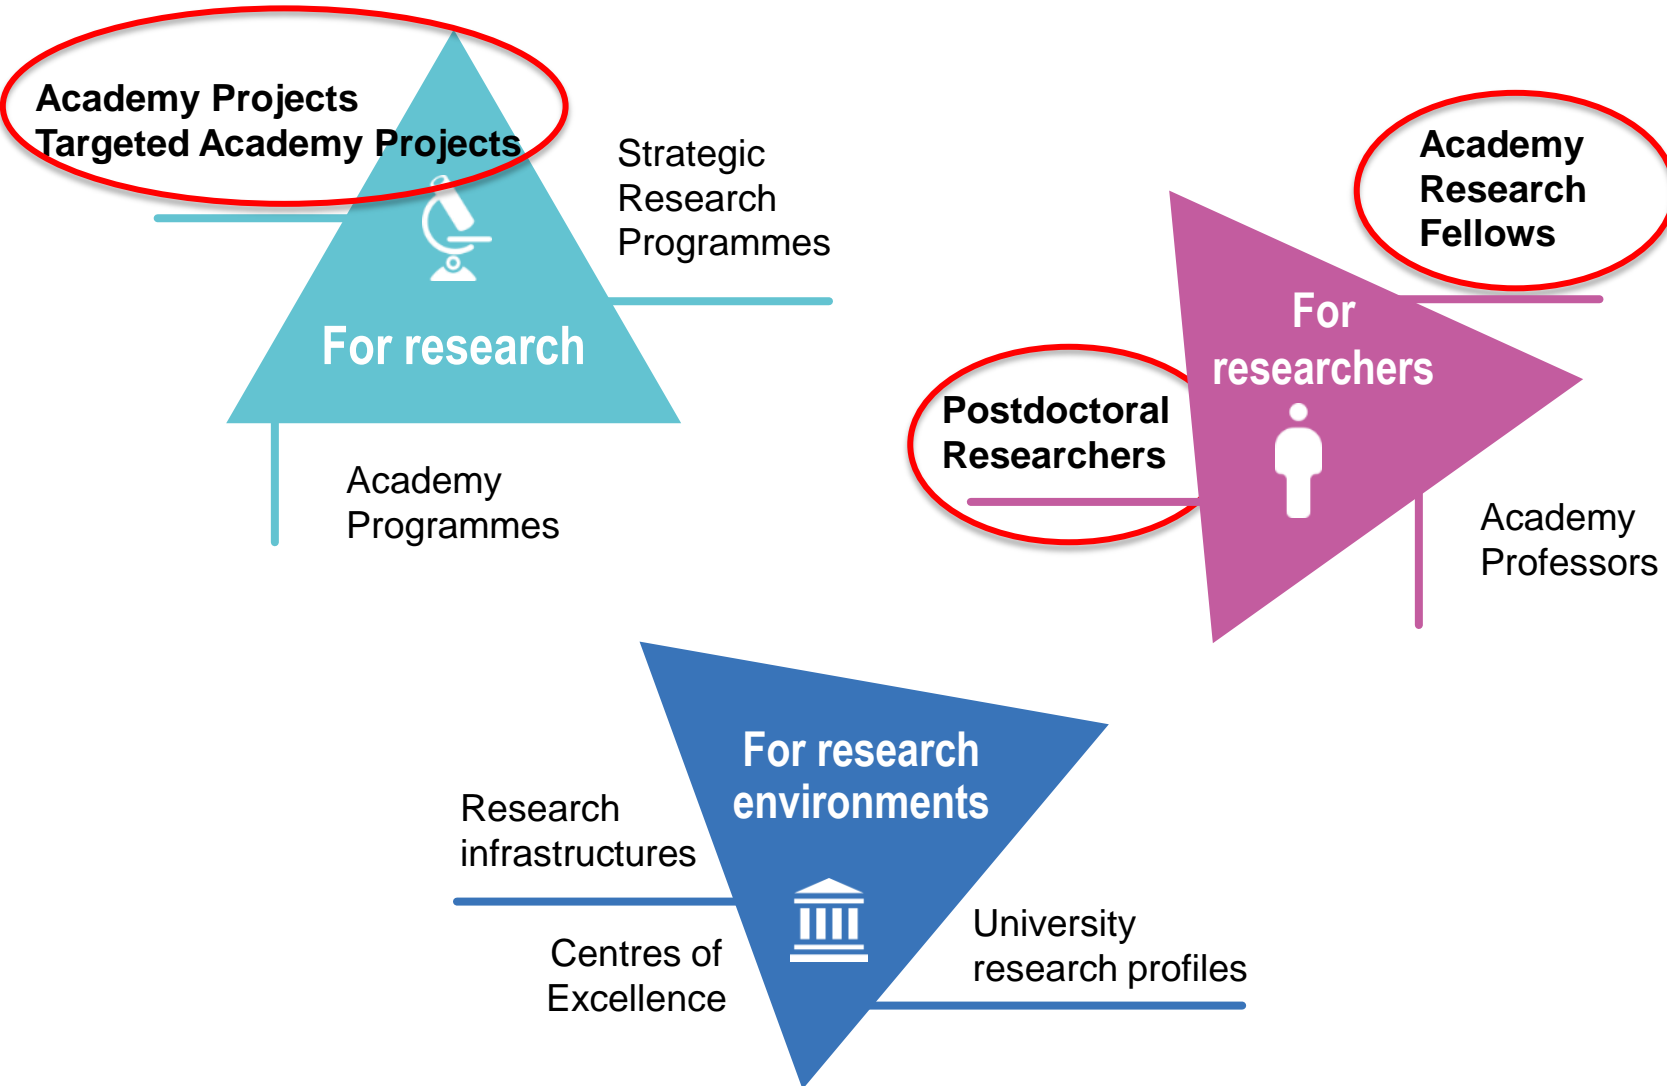 Academy Projects
Targeted Academy Projects
Strategic
Research
Programmes
For research
Academy
Programmes
Academy
Research
Fellows
For
researchers
Postdoctoral
Researchers
Academy
Professors
For research
environments
Research
infrastructures
Centres of
Excellence
University
research profiles